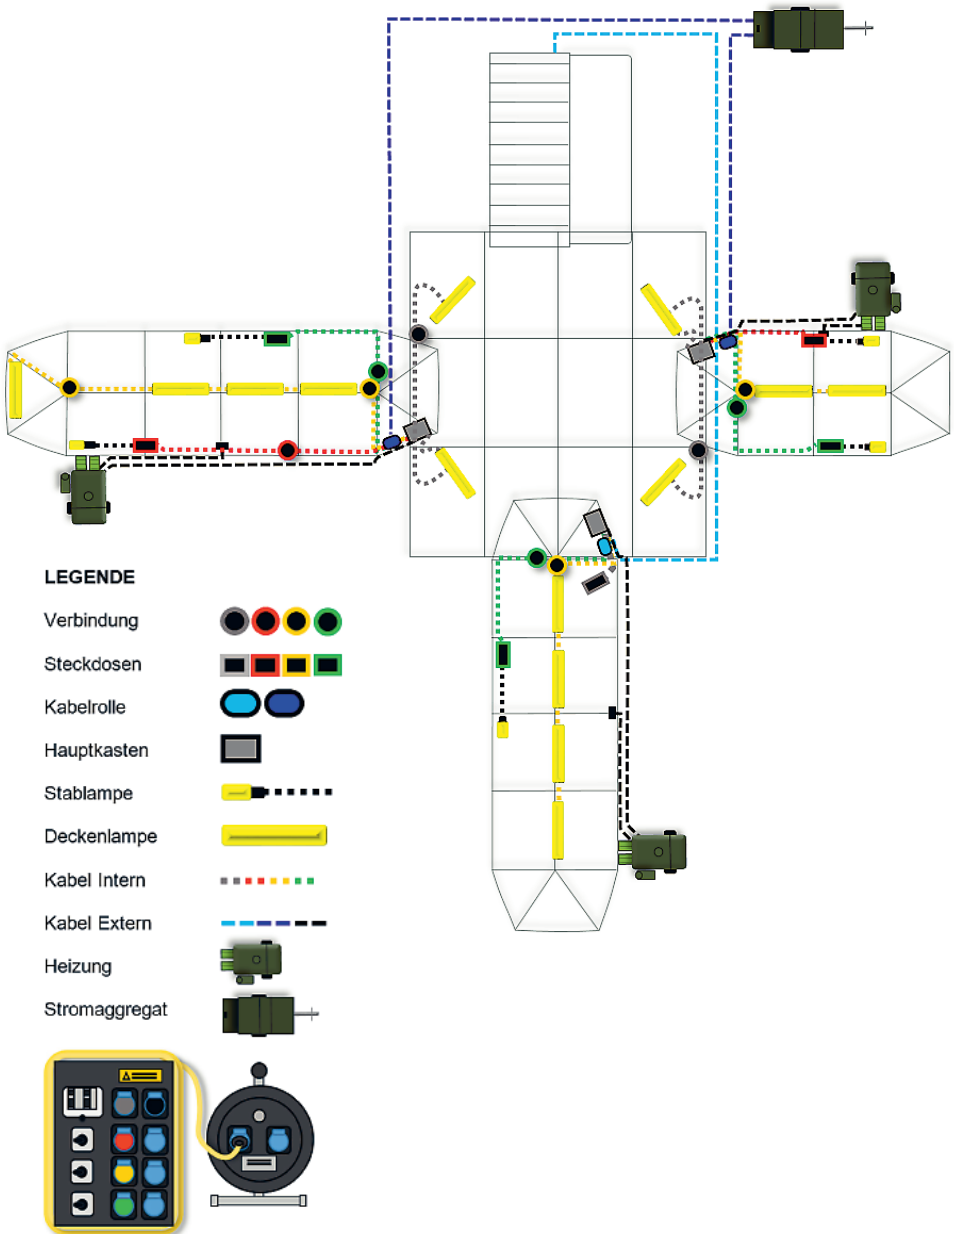 LEGENDE
Verbindung
Steckdosen
Kabelrolle
Hauptkasten
Stablampe
Deckenlampe
Kabel Intern
Kabel Extern
Heizung
Stromaggregat